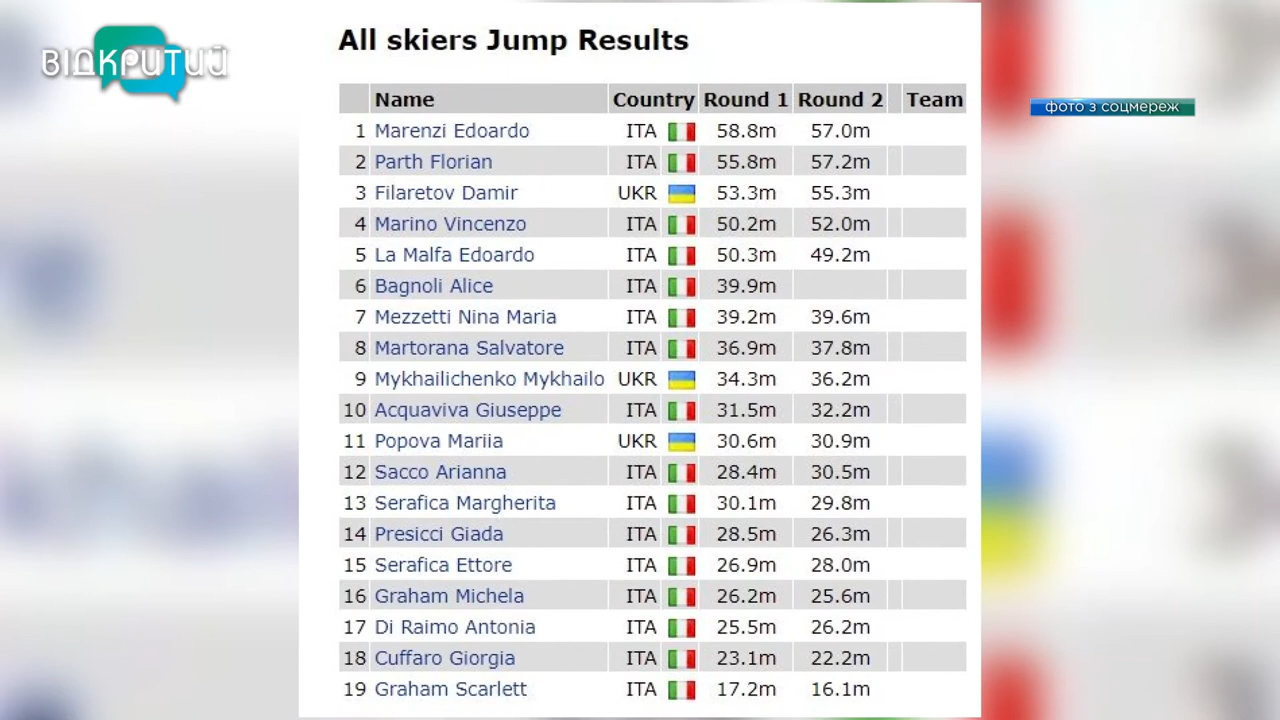 ВІДКРИТИЙ
фото з соцмереж
All skiers Jump Results
Name Country Round 1 Round 2 Team
1 Marenzi Edoardo ITA 58.8m 57.0m
2 Parth Florian ITA 55.8m 57.2m
3 Filaretov Damir UKR 53.3m 55.3m
4 Marino Vincenzo ITA 50.2m 52.0m
5 La Malfa Edoardo ITA 50.3m 49.2m
6 Bagnoli Alice ITA 39.9m
7 Mezzetti Nina Maria ITA 39.2m 39.6m
8 Martorana Salvatore ITA 36.9m 37.8m
9 Mykhailichenko Mykhailo UKR 34.3m 36.2m
10 Acquaviva Giuseppe ITA 31.5m 32.2m
11 Popova Mariia UKR 30.6m 30.9m
12 Sacco Arianna ITA 28.4m 30.5m
13 Serafica Margherita ITA 30.1m 29.8m
14 Presicci Giada ITA 28.5m 26.3m
15 Serafica Ettore ITA 26.9m 28.0m
16 Graham Michela ITA 26.2m 25.6m
17 Di Raimo Antonia ITA 25.5m 26.2m
18 Cuffaro Giorgia ITA 23.1m 22.2m
19 Graham Scarlett ITA 17.2m 16.1m